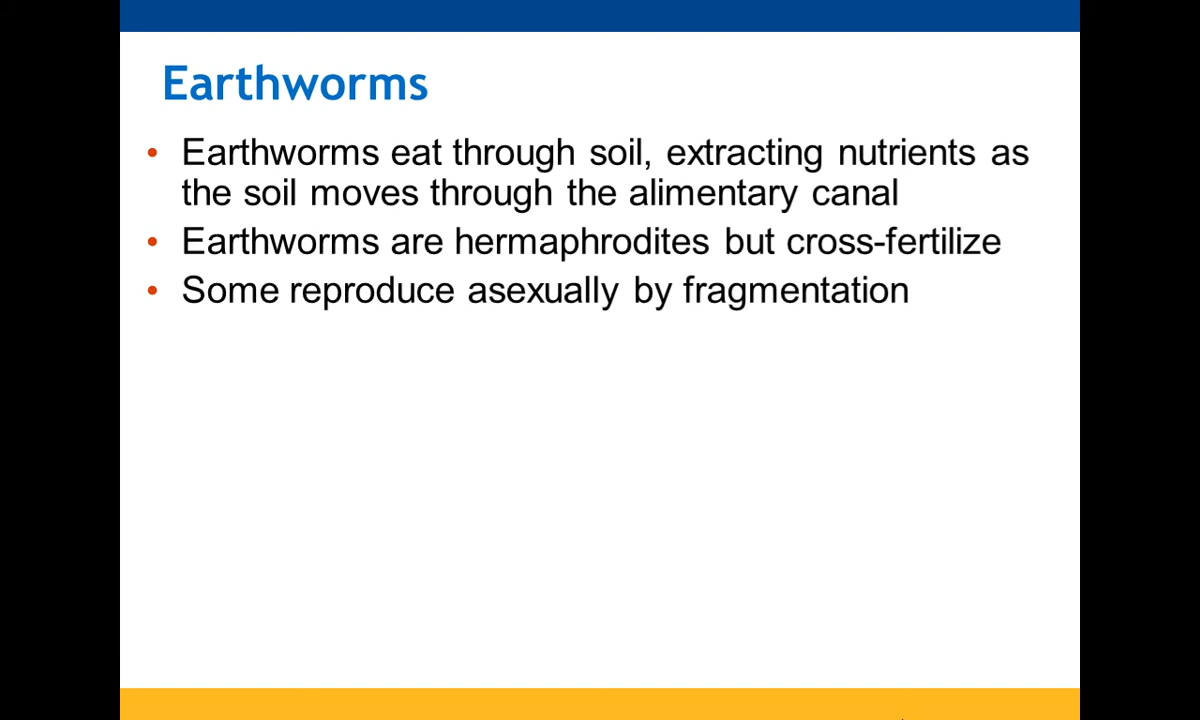 Earthworms
• Earthworms eat through soil, extracting nutrients as
the soil moves through the alimentary canal
• Earthworms are hermaphrodites but cross-fertilize
• Some reproduce asexually by fragmentation